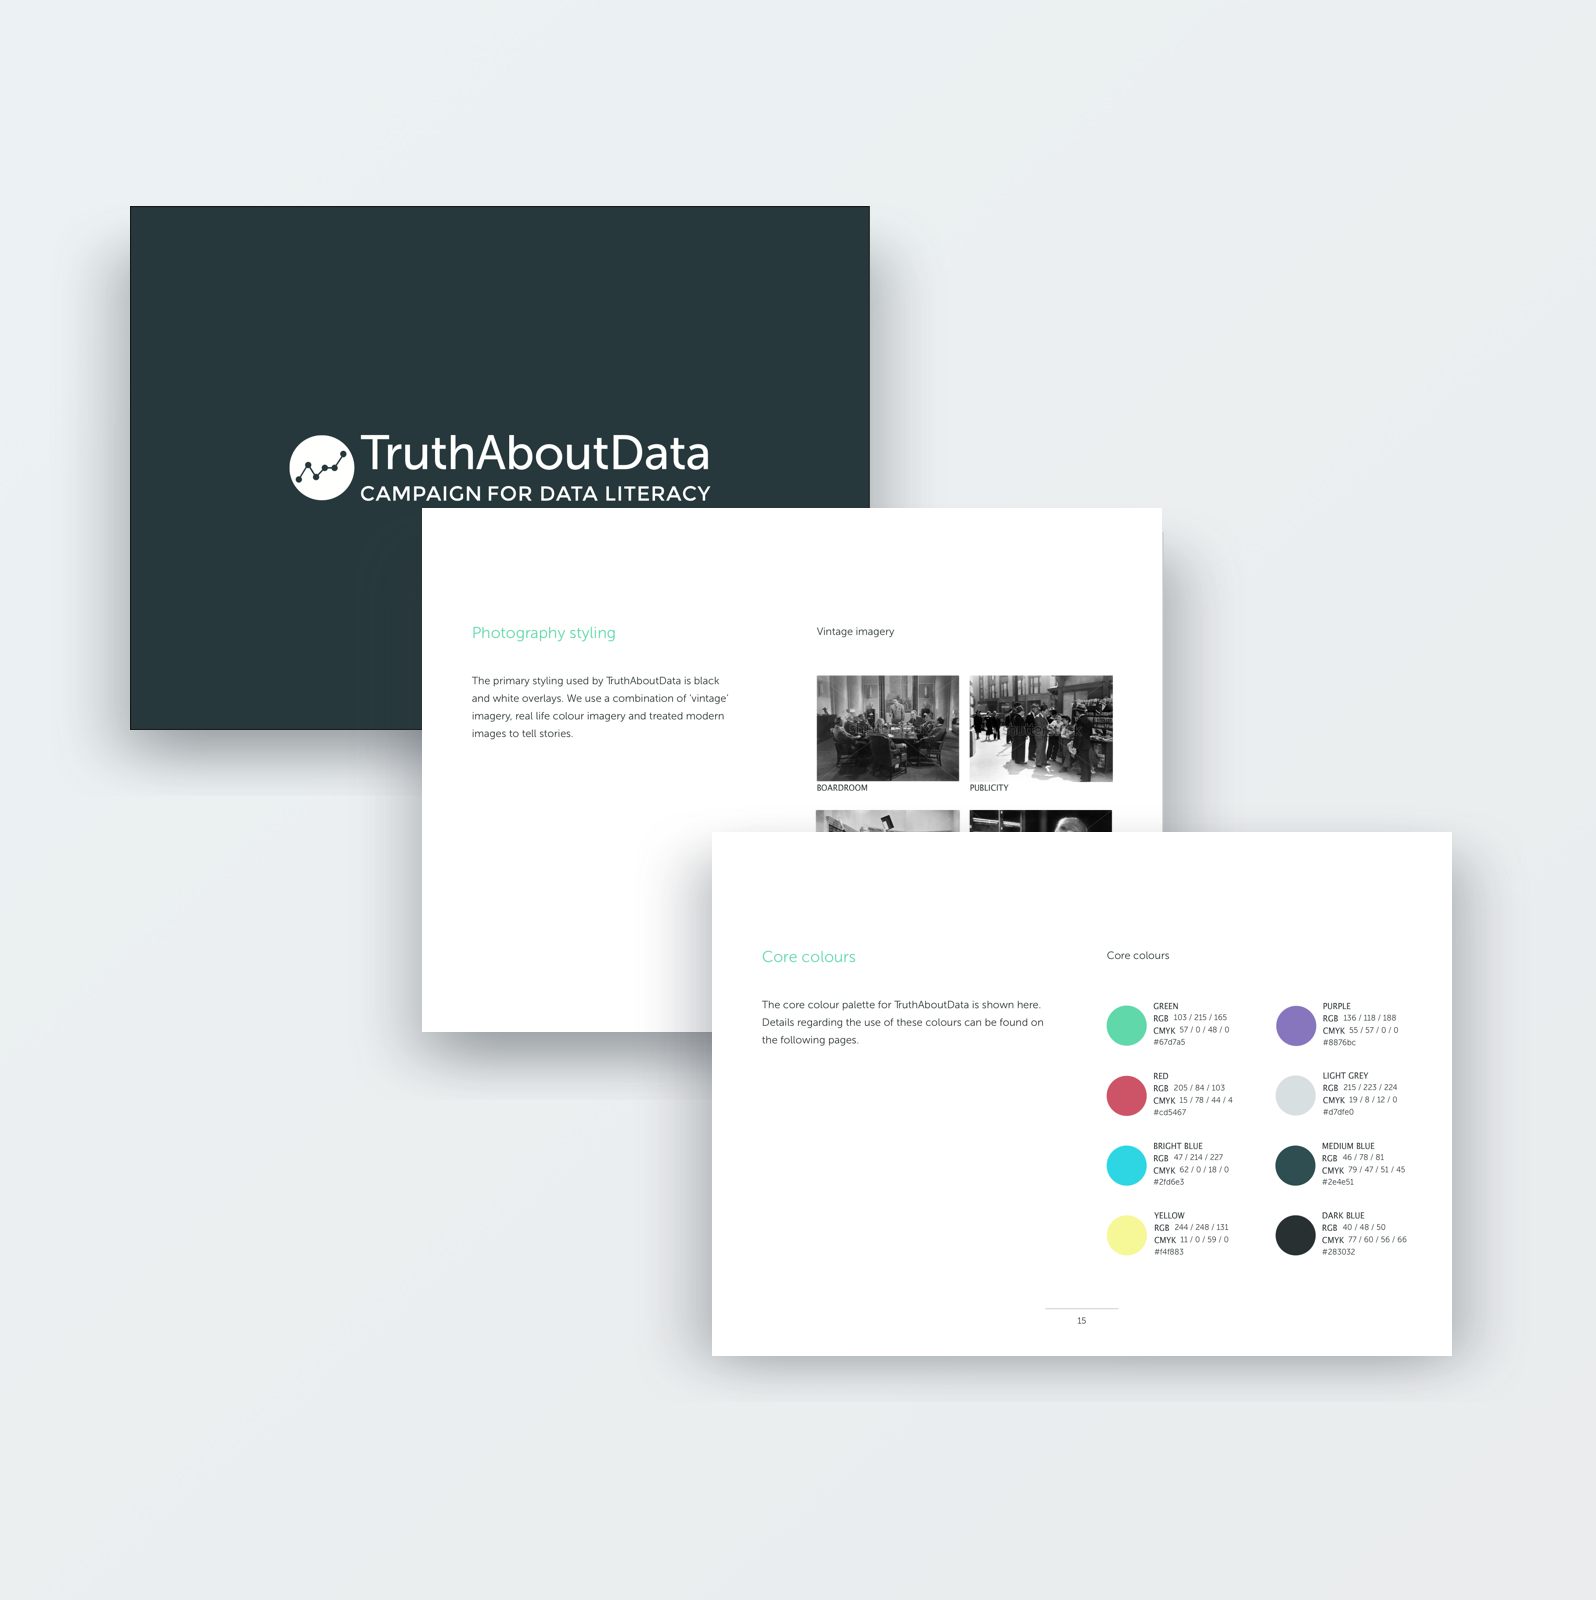 TruthAboutData
CAMPAIGN FOR DATA LITERACY
Photography styling
The primary styling used by TruthAboutData is black
and white overlays. We use a combination of ‘vintage’
imagery, real life colour imagery and treated modern
images to tell stories.
Vintage imagery
BOARDROOM
PUBLICITY
Core colours
The core colour palette for TruthAboutData is shown here.
Details regarding the use of these colours can be found on
the following pages.
Core colours
GREEN
RGB 103 / 215 / 165
CMYK 57 / 0 / 48 / 0
#67d7a5
RED
RGB 205 / 84 / 103
CMYK 15 / 78 / 44 / 4
#cd5467
BRIGHT BLUE
RGB 47 / 214 / 227
CMYK 62 / 0 / 18 / 0
#2fd6e3
YELLOW
RGB 244 / 248 / 131
CMYK 11 / 0 / 59 / 0
#f4f883
PURPLE
RGB 136 / 118 / 188
CMYK 55 / 57 / 0 / 0
#8876bc
LIGHT GREY
RGB 215 / 223 / 224
CMYK 19 / 8 / 12 / 0
#d7dfe0
MEDIUM BLUE
RGB 46 / 78 / 81
CMYK 79 / 47 / 51 / 45
#2e4e51
DARK BLUE
RGB 40 / 48 / 50
CMYK 77 / 60 / 56 / 66
#283032
15